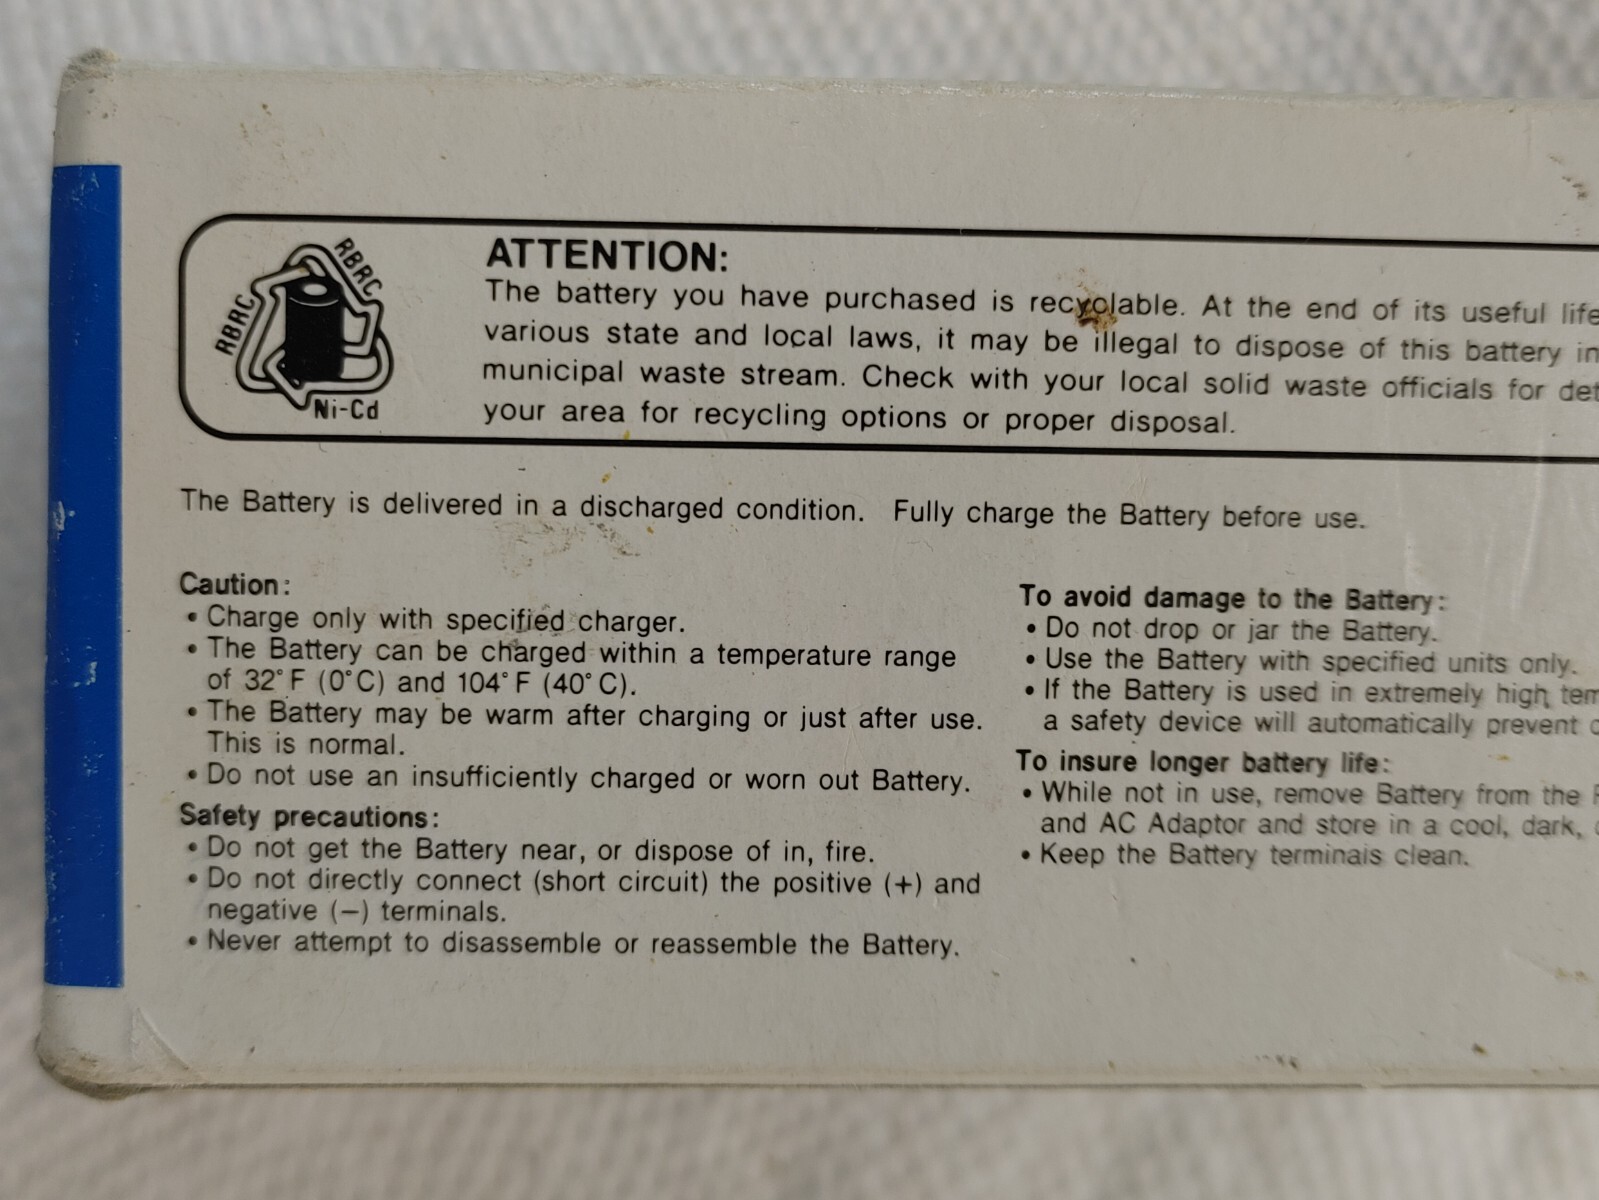 RBRC
RBRC
Ni-Cd
ATTENTION:
The battery you have purchased is recyclable. At the end of its useful life
various state and local laws, it may be illegal to dispose of this battery in
municipal waste stream. Check with your local solid waste officials for
your area for recycling options or proper disposal.
The Battery is delivered in a discharged condition. Fully charge the Battery before use.
Caution:
• Charge only with specified charger.
• The Battery can be charged within a temperature range
of 32°F (0°C) and 104°F (40°C).
• The Battery may be warm after charging or just after use.
This is normal.
• Do not use an insufficiently charged or worn out Battery.
Safety precautions:
• Do not get the Battery near, or dispose of in, fire.
• Do not directly connect (short circuit) the positive (+) and
negative (−) terminals.
• Never attempt to disassemble or reassemble the Battery.
To avoid damage to the Battery:
• Do not drop or jar the Battery.
• Use the Battery with specified units only.
• If the Battery is used in extremely high
a safety device will automatically prevent
To insure longer battery life:
• While not in use, remove Battery from the
and AC Adaptor and store in a cool, dark,
• Keep the Battery terminals clean.